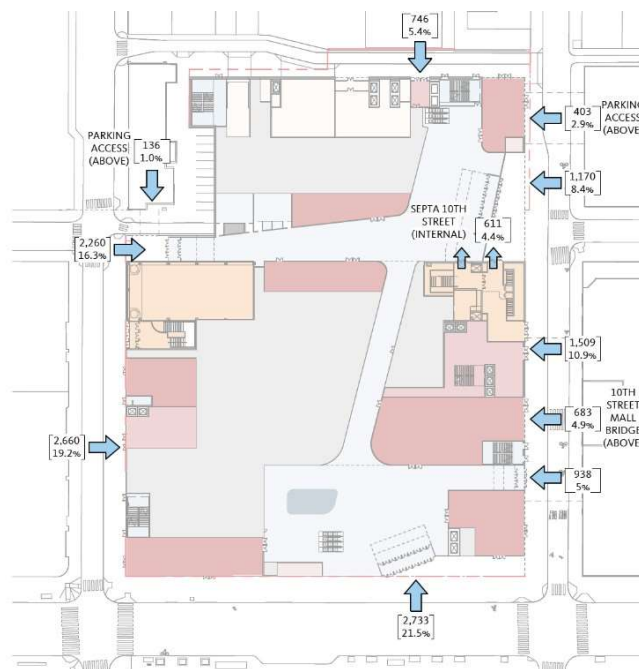 746
5.4%
PARKING
ACCESS
(ABOVE)
136
1.0%
403
2.9%
PARKING
ACCESS
(ABOVE)
1,170
8.4%
SEPTA 10TH
STREET
(INTERNAL)
611
4.4%
2,260
16.3%
1,509
10.9%
683
4.9%
10TH
STREET
MALL
BRIDGE
(ABOVE)
2,660
19.2%
938
5%
2,733
21.5%